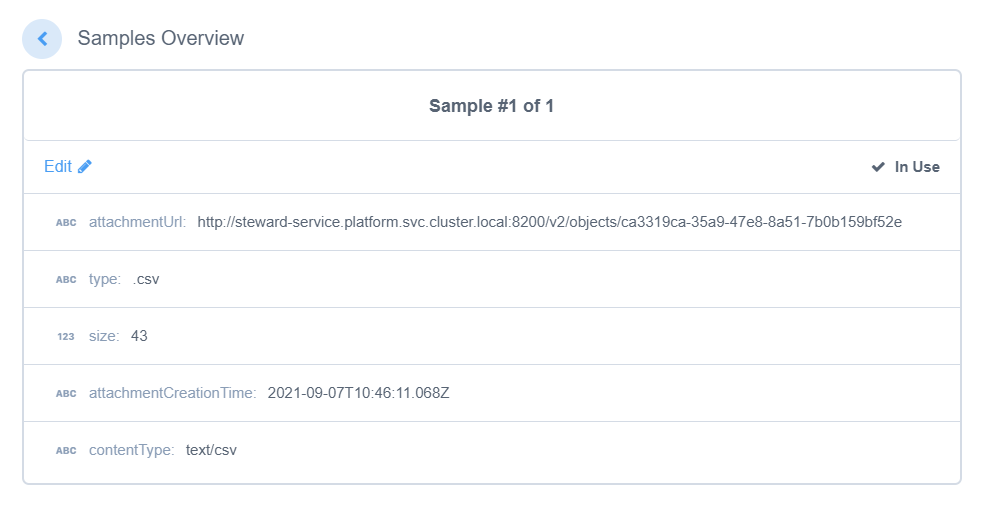 Samples Overview
Sample #1 of 1
Edit In Use
ABC attachmentUrl: http://steward-service.platform.svc.cluster.local:8200/v2/objects/ca3319ca-35a9-47e8-8a51-7b0b159bf52e
ABC type: .csv
123 size: 43
ABC attachmentCreationTime: 2021-09-07T10:46:11.068Z
ABC contentType: text/csv